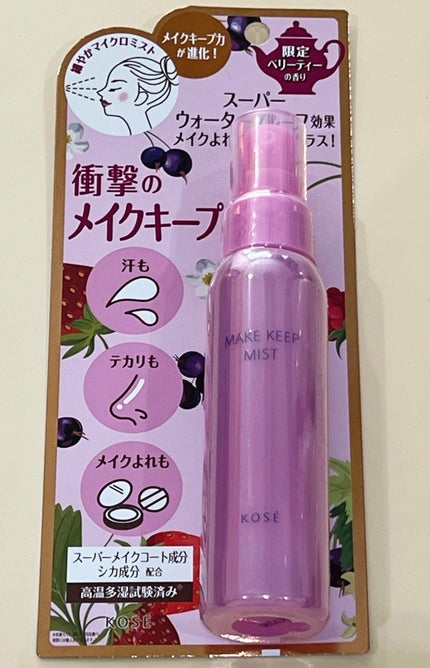 細やかマイクロミスト
メイクキープ力
が進化!
限定
ベリーティー
の香り
スーパー
ウォーター
効果
メイクよれ
ラス!
衝撃の
メイクキープ
汗も
テカリも
メイクよれも
MAKE KEEP
MIST
KOSÉ
スーパーメイクコート成分
シカ成分 配合
高温多湿試験済み
KOSÉ